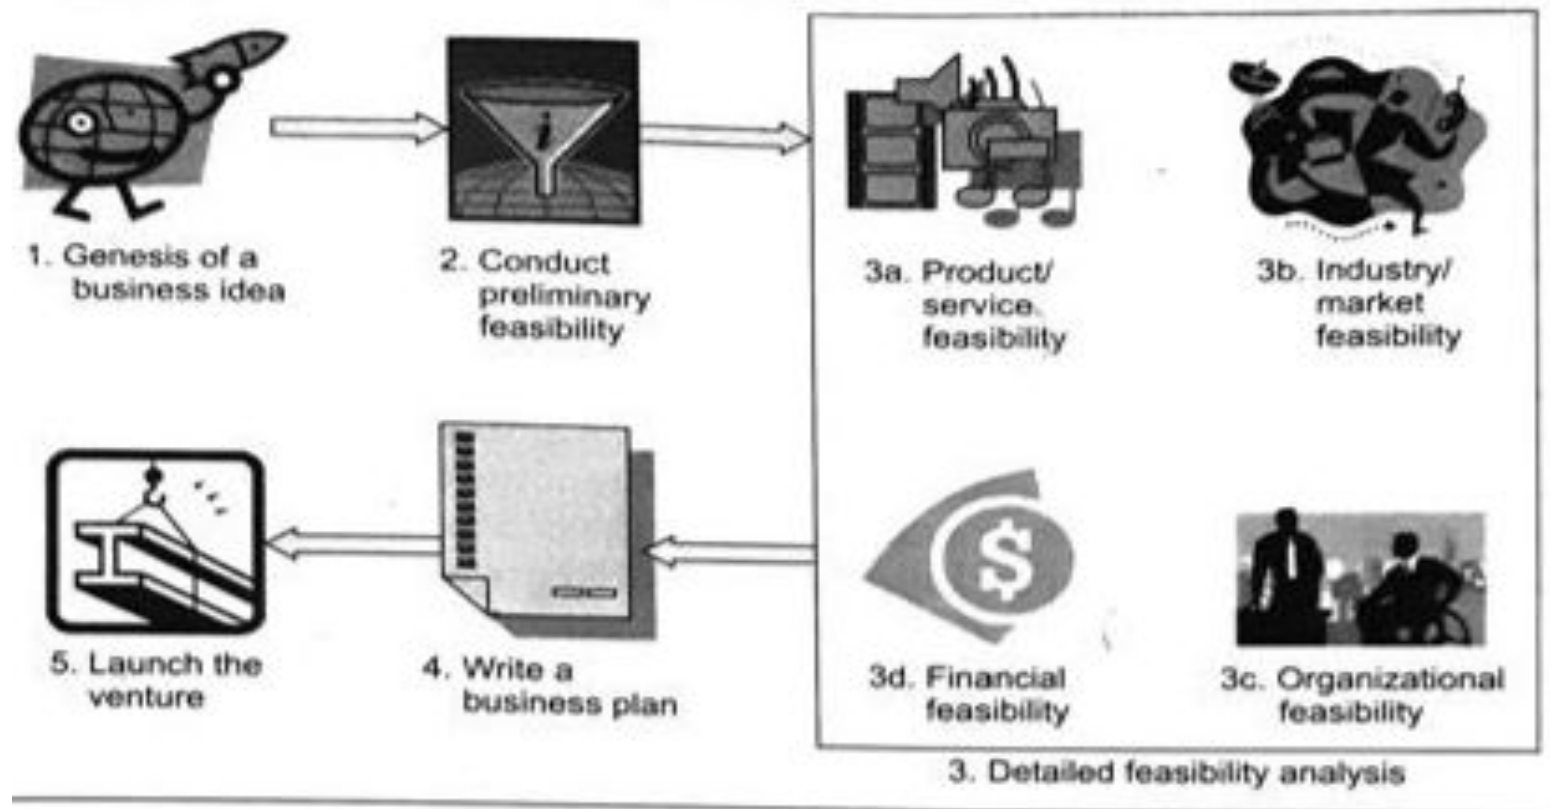 1. Genesis of a
business idea
i
2. Conduct
preliminary
feasibility
3a. Product/
service
feasibility
3b. Industry/
market
feasibility
5. Launch the
venture
4. Write a
business plan
$
3d. Financial
feasibility
3c. Organizational
feasibility
3. Detailed feasibility analysis